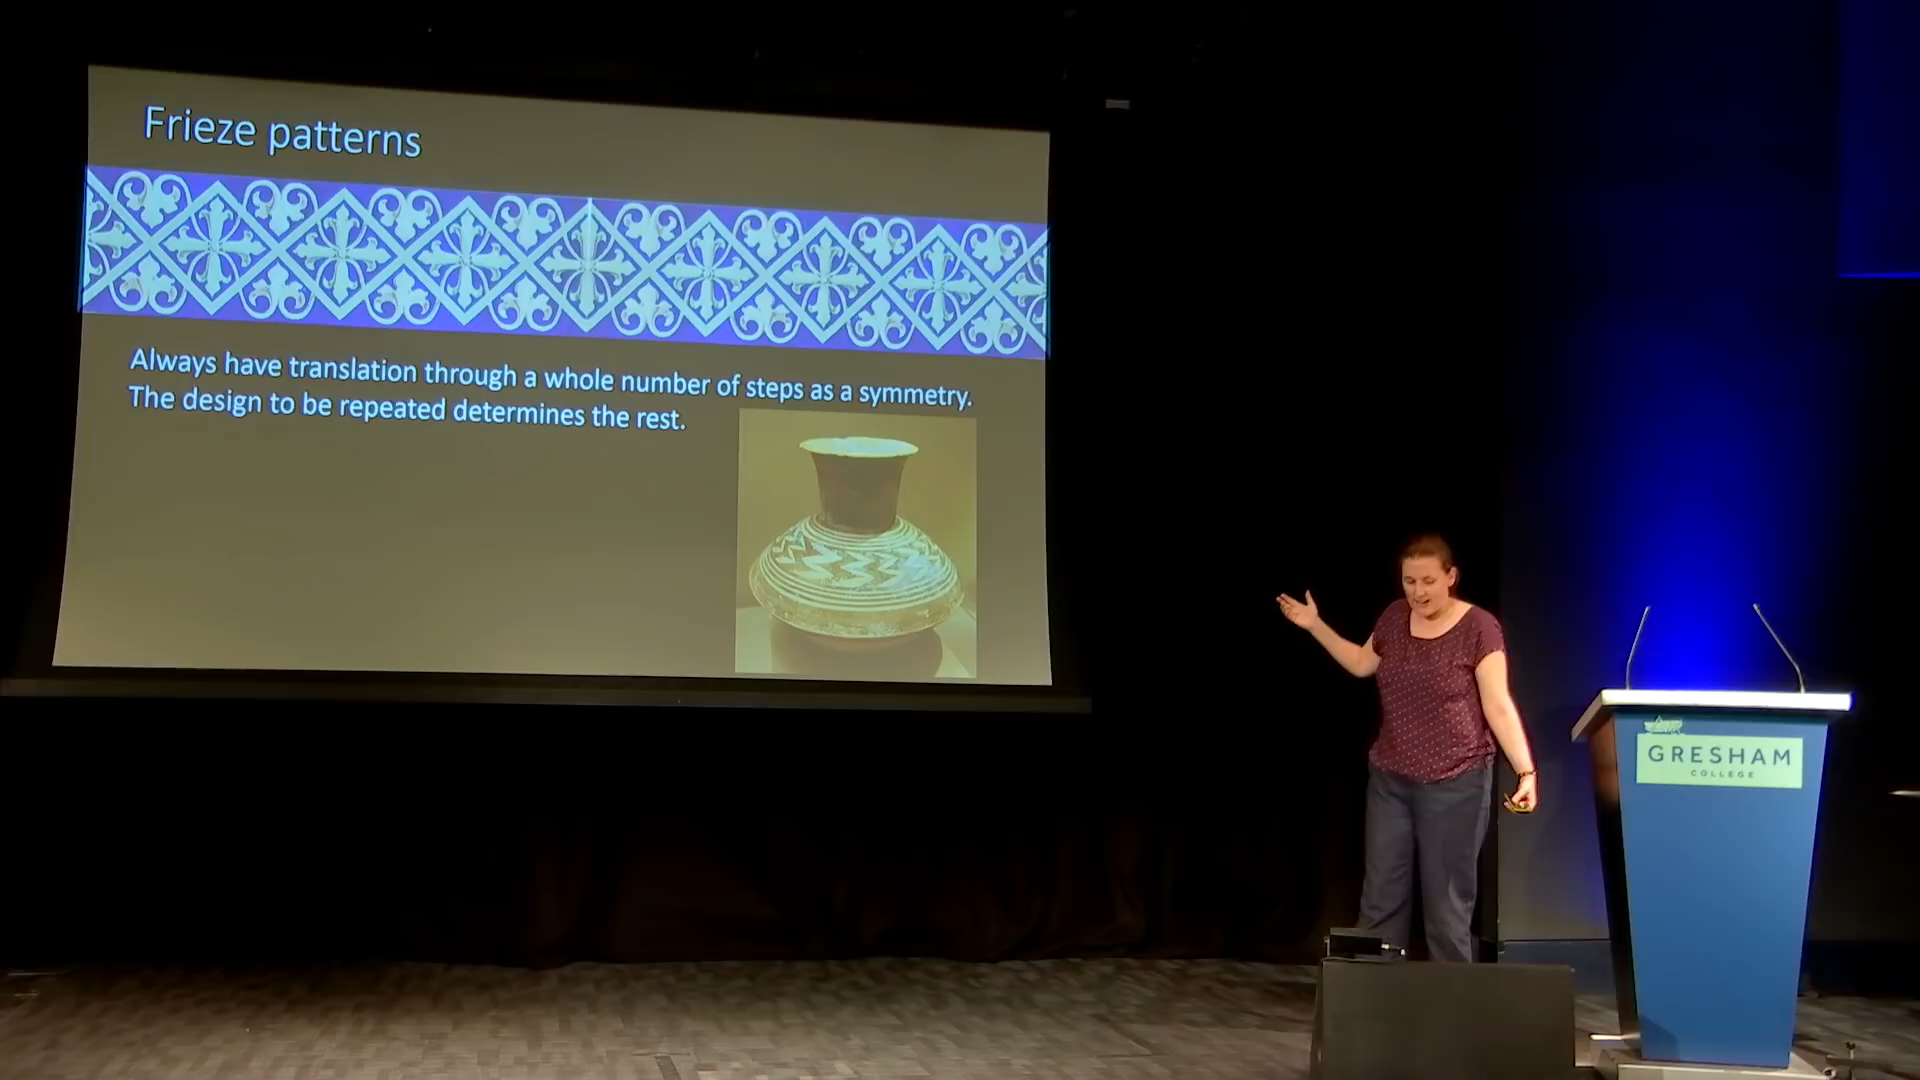 Frieze patterns
Always have translation through a whole number of steps as a symmetry.
The design to be repeated determines the rest.
GRESHAM
COLLEGE